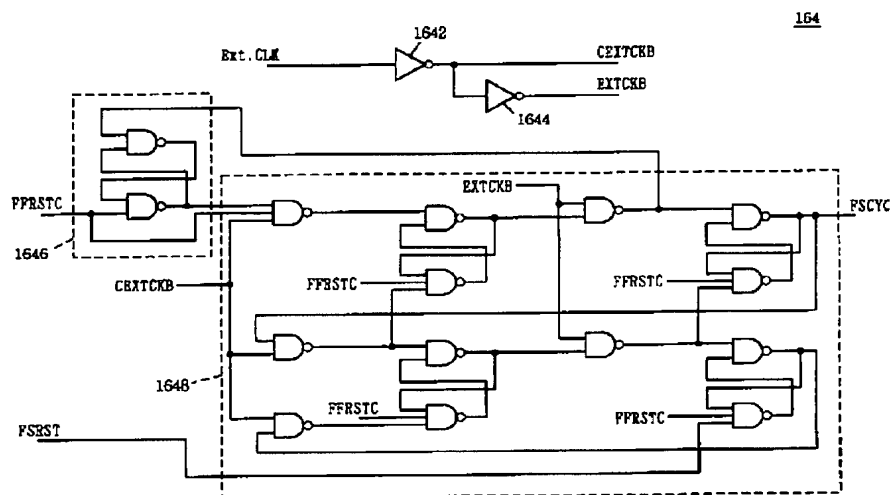 164
1642
Ext.CLK
CEXTCKB
EXTCKB
1644
EXTCKB
FFRSTC
FSCYC
1646
FFRSTC
FFRSTC
CEXTCKB
1648
FFRSTC
FFRSTC
FSRST